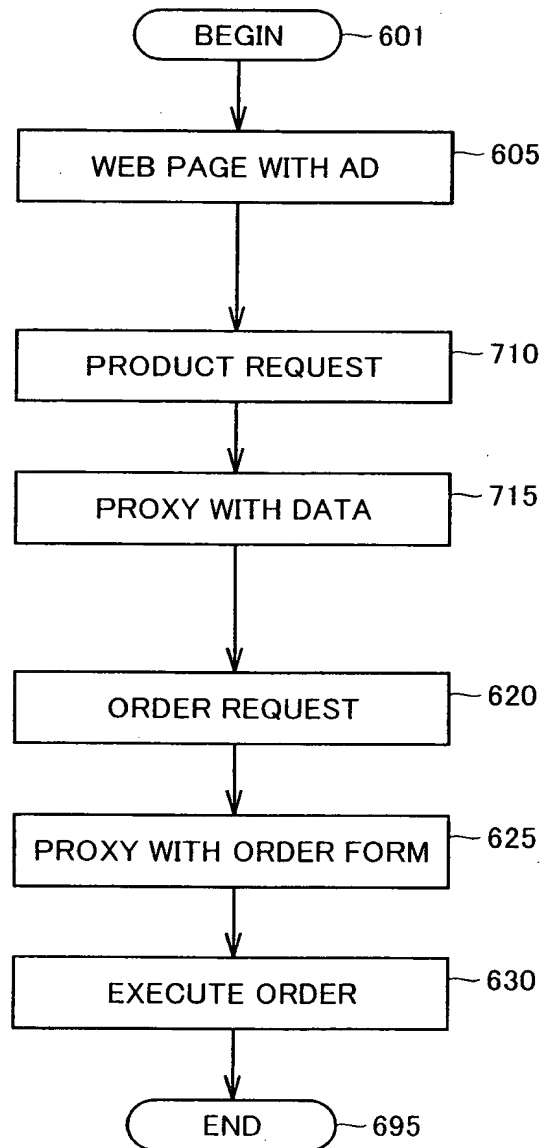 BEGIN 601
WEB PAGE WITH AD 605
PRODUCT REQUEST 710
PROXY WITH DATA 715
ORDER REQUEST 620
PROXY WITH ORDER FORM 625
EXECUTE ORDER 630
END 695